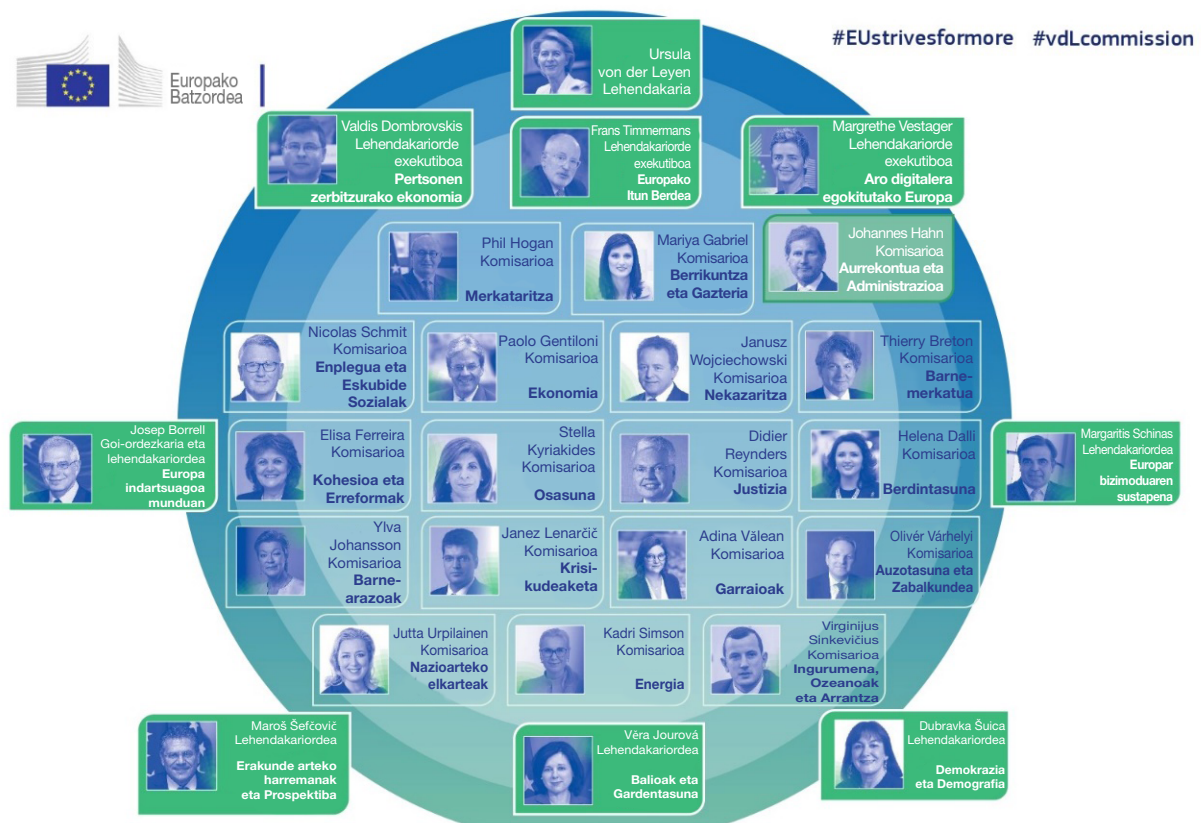 #EUstrivesformore #vdLcommission
Europako
Batzordea
Ursula
von der Leyen
Lehendakaria
Valdis Dombrovskis
Lehendakariorde
exekutiboa
Pertsonen
zerbitzurako ekonomia
Frans Timmermans
Lehendakariorde
exekutiboa
Europako
Itun Berdea
Margrethe Vestager
Lehendakariorde
exekutiboa
Aro digitalera
egokitutako Europa
Phil Hogan
Komisarioa
Merkataritza
Mariya Gabriel
Komisarioa
Berrikuntza
eta Gazteria
Johannes Hahn
Komisarioa
Aurrekontua eta
Administrazioa
Nicolas Schmit
Komisarioa
Enplegua eta
Eskubide
Sozialak
Paolo Gentiloni
Komisarioa
Ekonomia
Janusz
Wojciechowski
Komisarioa
Nekazaritza
Thierry Breton
Komisarioa
Barne-
merkatua
Josep Borrell
Goi-ordezkaria eta
lehendakariordea
Europa
indartsuagoa
munduan
Elisa Ferreira
Komisarioa
Kohesioa eta
Erreformak
Stella
Kyriakides
Komisarioa
Osasuna
Didier
Reynders
Komisarioa
Justizia
Helena Dalli
Komisarioa
Berdintasuna
Margaritis Schinas
Lehendakariordea
Europar
bizimoduaren
sustapena
Ylva
Johansson
Komisarioa
Barne-
arazoak
Janez Lenarčič
Komisarioa
Krisi-
kudeaketa
Adina Vălean
Komisarioa
Garraioak
Olivér Várhelyi
Komisarioa
Auzotasuna eta
Zabalkundea
Jutta Urpilainen
Komisarioa
Nazioarteko
elkarteak
Kadri Simson
Komisarioa
Energia
Virginijus
Sinkevičius
Komisarioa
Ingurumena,
Ozeanoak
eta Arrantza
Maroš Šefčovič
Lehendakariordea
Erakunde arteko
harremanak
eta Prospektiba
Věra Jourová
Lehendakariordea
Balioak eta
Gardentasuna
Dubravka Šuica
Lehendakariordea
Demokrazia
eta Demografia